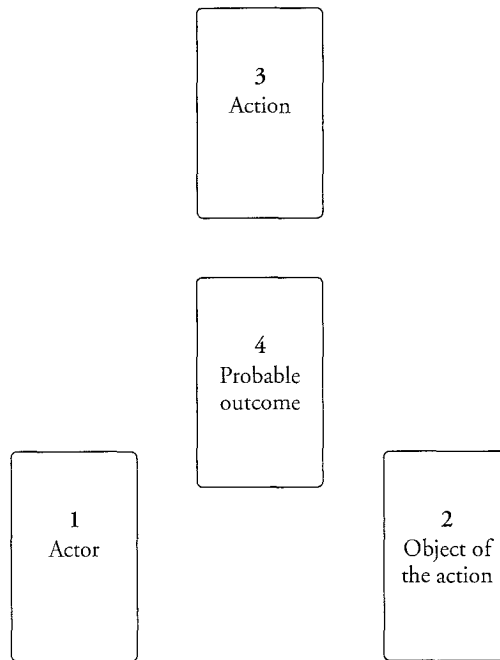 3
Action
4
Probable
outcome
1
Actor
2
Object of
the action